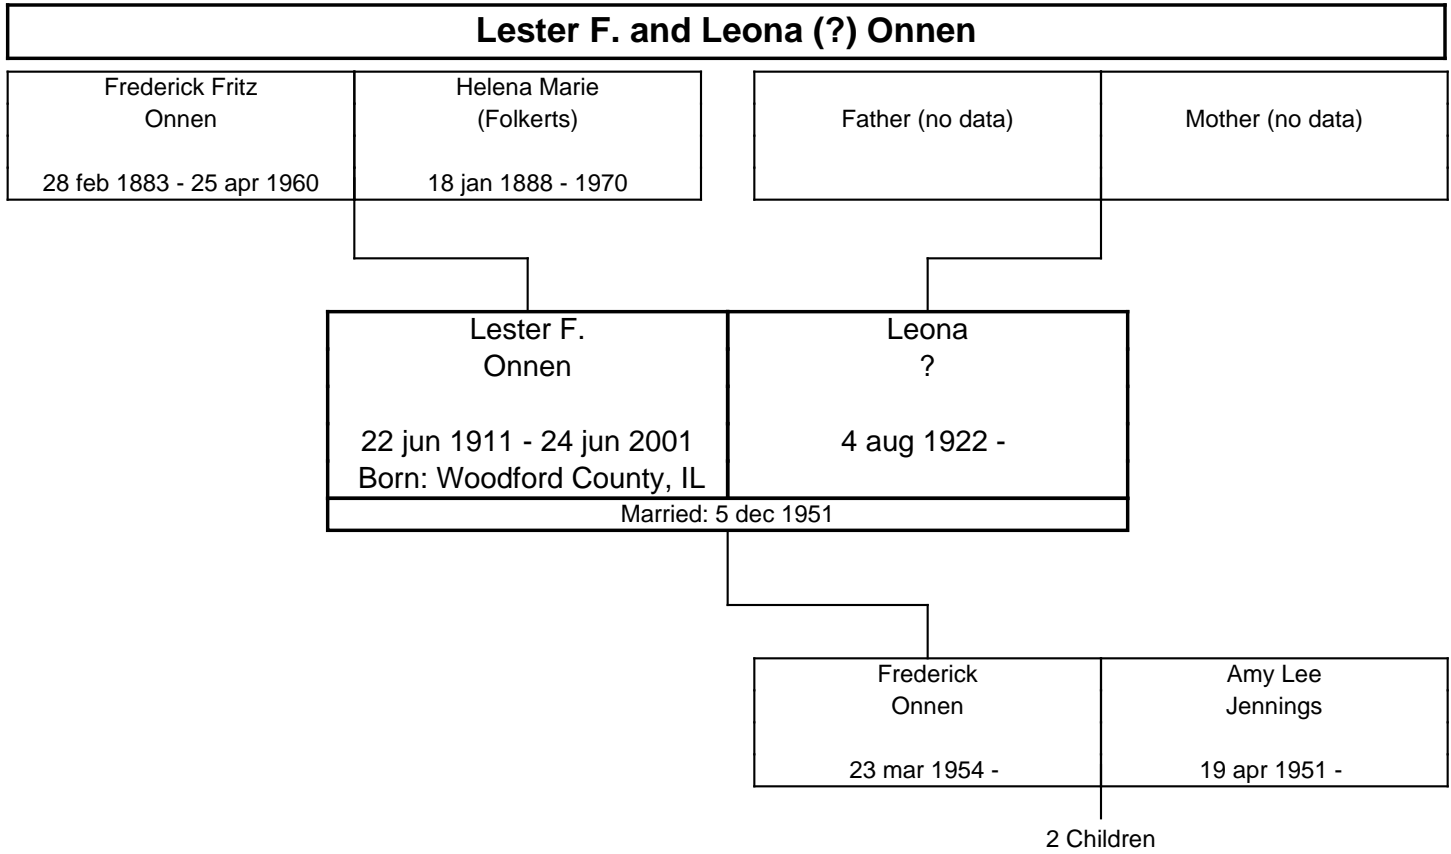 Lester F. and Leona (?) Onnen
Frederick Fritz
Onnen
28 feb 1883 - 25 apr 1960
Helena Marie
(Folkerts)
18 jan 1888 - 1970
Father (no data)
Mother (no data)
Lester F.
Onnen
22 jun 1911 - 24 jun 2001
Born: Woodford County, IL
Leona
?
4 aug 1922 -
Married: 5 dec 1951
Frederick
Onnen
23 mar 1954 -
Amy Lee
Jennings
19 apr 1951 -
2 Children